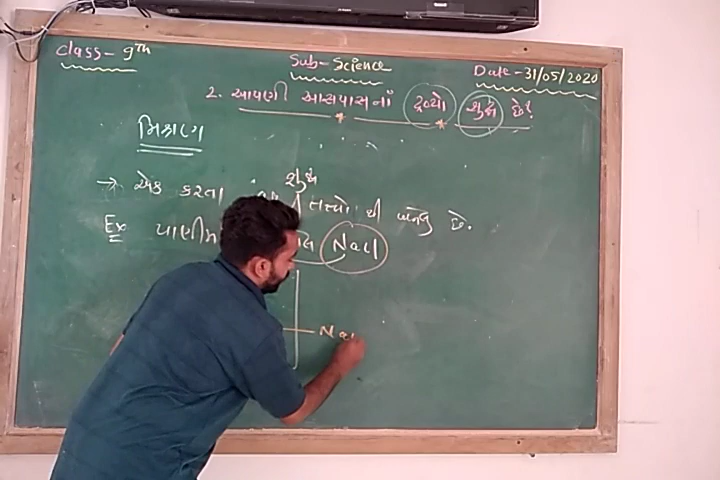 Class - 9th
Sub - Science
Date - 31/05/2020
2. આપણી આસપાસનાં દ્રવ્યો શુદ્ધ છે?
મિશ્રણ
શુદ્ધ
→ એક કરતા તત્વો થી બનેલું છે.
Ex પાણીમ NaCl